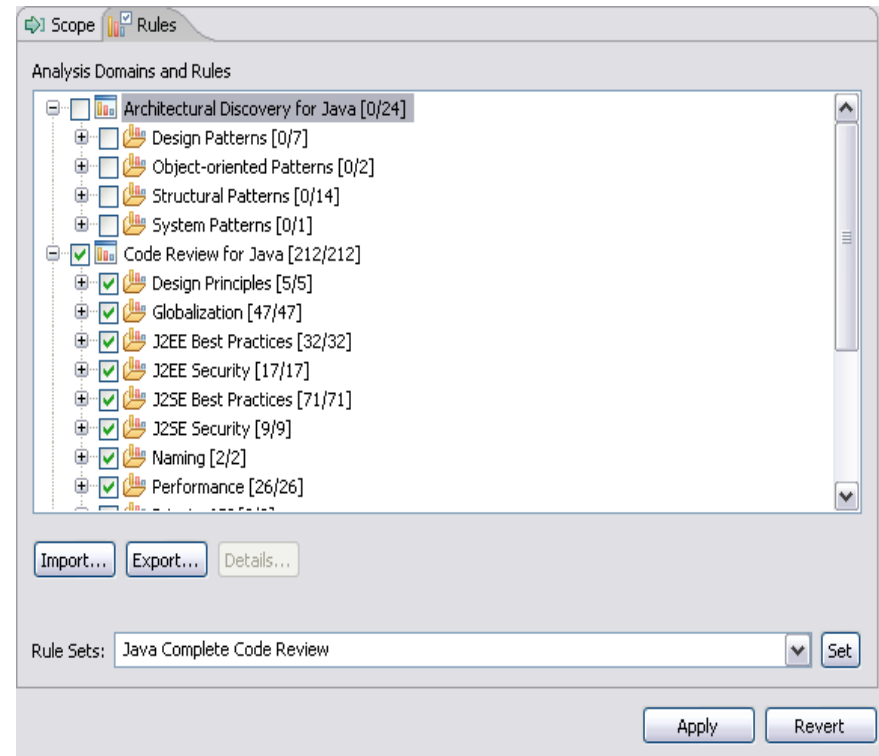 Scope Rules
Analysis Domains and Rules
Architectural Discovery for Java [0/24]
Design Patterns [0/7]
Object-oriented Patterns [0/2]
Structural Patterns [0/14]
System Patterns [0/1]
Code Review for Java [212/212]
Design Principles [5/5]
Globalization [47/47]
J2EE Best Practices [32/32]
J2EE Security [17/17]
J2SE Best Practices [71/71]
J2SE Security [9/9]
Naming [2/2]
Performance [26/26]
Import... Export... Details...
Rule Sets: Java Complete Code Review Set
Apply Revert